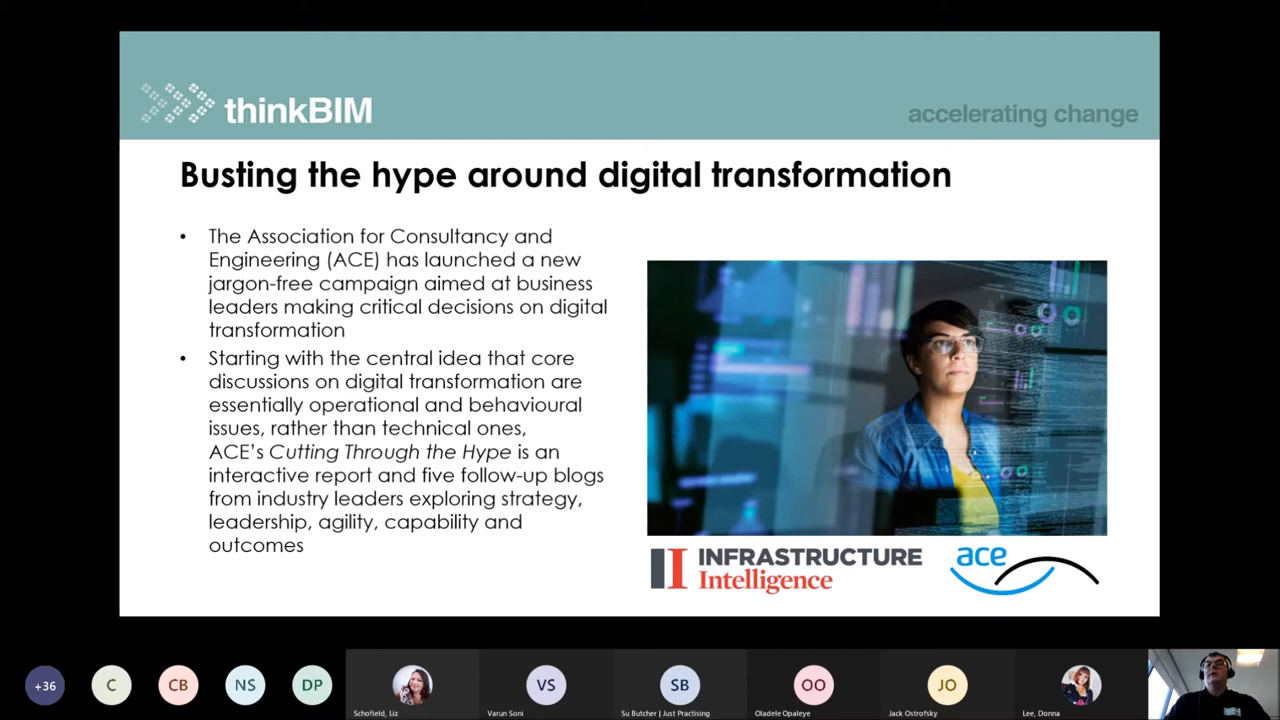 thinkBIM
accelerating change
Busting the hype around digital transformation
• The Association for Consultancy and
Engineering (ACE) has launched a new
jargon-free campaign aimed at business
leaders making critical decisions on digital
transformation
• Starting with the central idea that core
discussions on digital transformation are
essentially operational and behavioural
issues, rather than technical ones,
ACE’s Cutting Through the Hype is an
interactive report and five follow-up blogs
from industry leaders exploring strategy,
leadership, agility, capability and
outcomes
INFRASTRUCTURE
Intelligence
ace
+36
C
CB
NS
DP
VS
SB
OO
JO
Schofield, Liz
Varun Soni
Su Butcher | Just Practising
Oladele Opaleye
Jack Ostrofsky
Lee, Donna